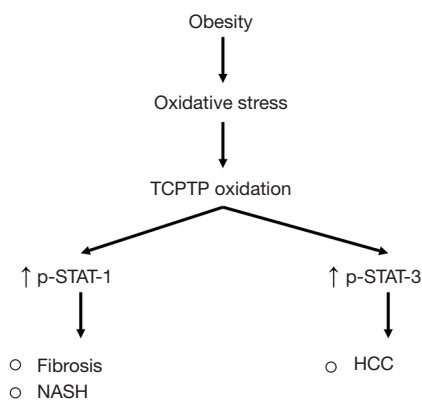 Obesity
Oxidative stress
TCPTP oxidation
↑ p-STAT-1
↑ p-STAT-3
○ Fibrosis
○ NASH
○ HCC